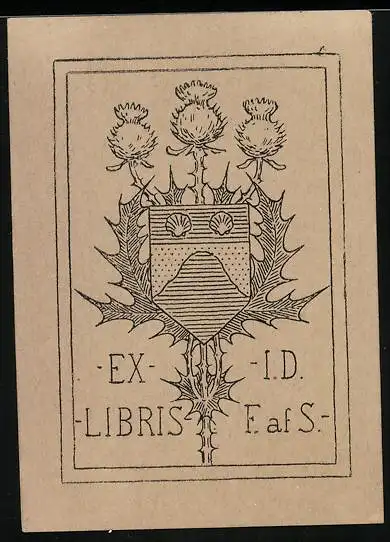 -EX- -I.D.
-LIBRIS- F. af S.-